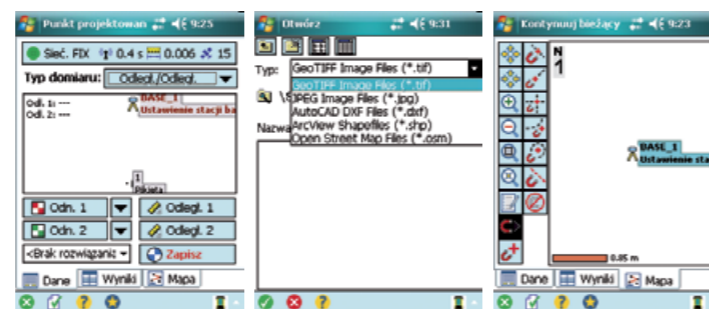 Punkt projektowan 9:25
Sieć. FIX 0.4 s 0.006 15
Typ domiaru: Odległ./Odległ.
Odl. 1: ---
Odl. 2: ---
BASE_1
Ustawienie stacji ba
1
Pikieta
Odn. 1 Odległ. 1
Odn. 2 Odległ. 2
<Brak rozwiązania Zapisz
Dane Wyniki Mapa
Otwórz 9:31
Typ: GeoTIFF Image Files (*.tif)
GeoTIFF Image Files (*.tif)
JPEG Image Files (*.jpg)
AutoCAD DXF Files (*.dxf)
ArcView Shapefiles (*.shp)
Open Street Map Files (*.osm)
\S
Nazwa
Kontynuuj bieżący 9:23
N
1
BASE_1
Ustawienie sta
0.85 m
Dane Wyniki Mapa